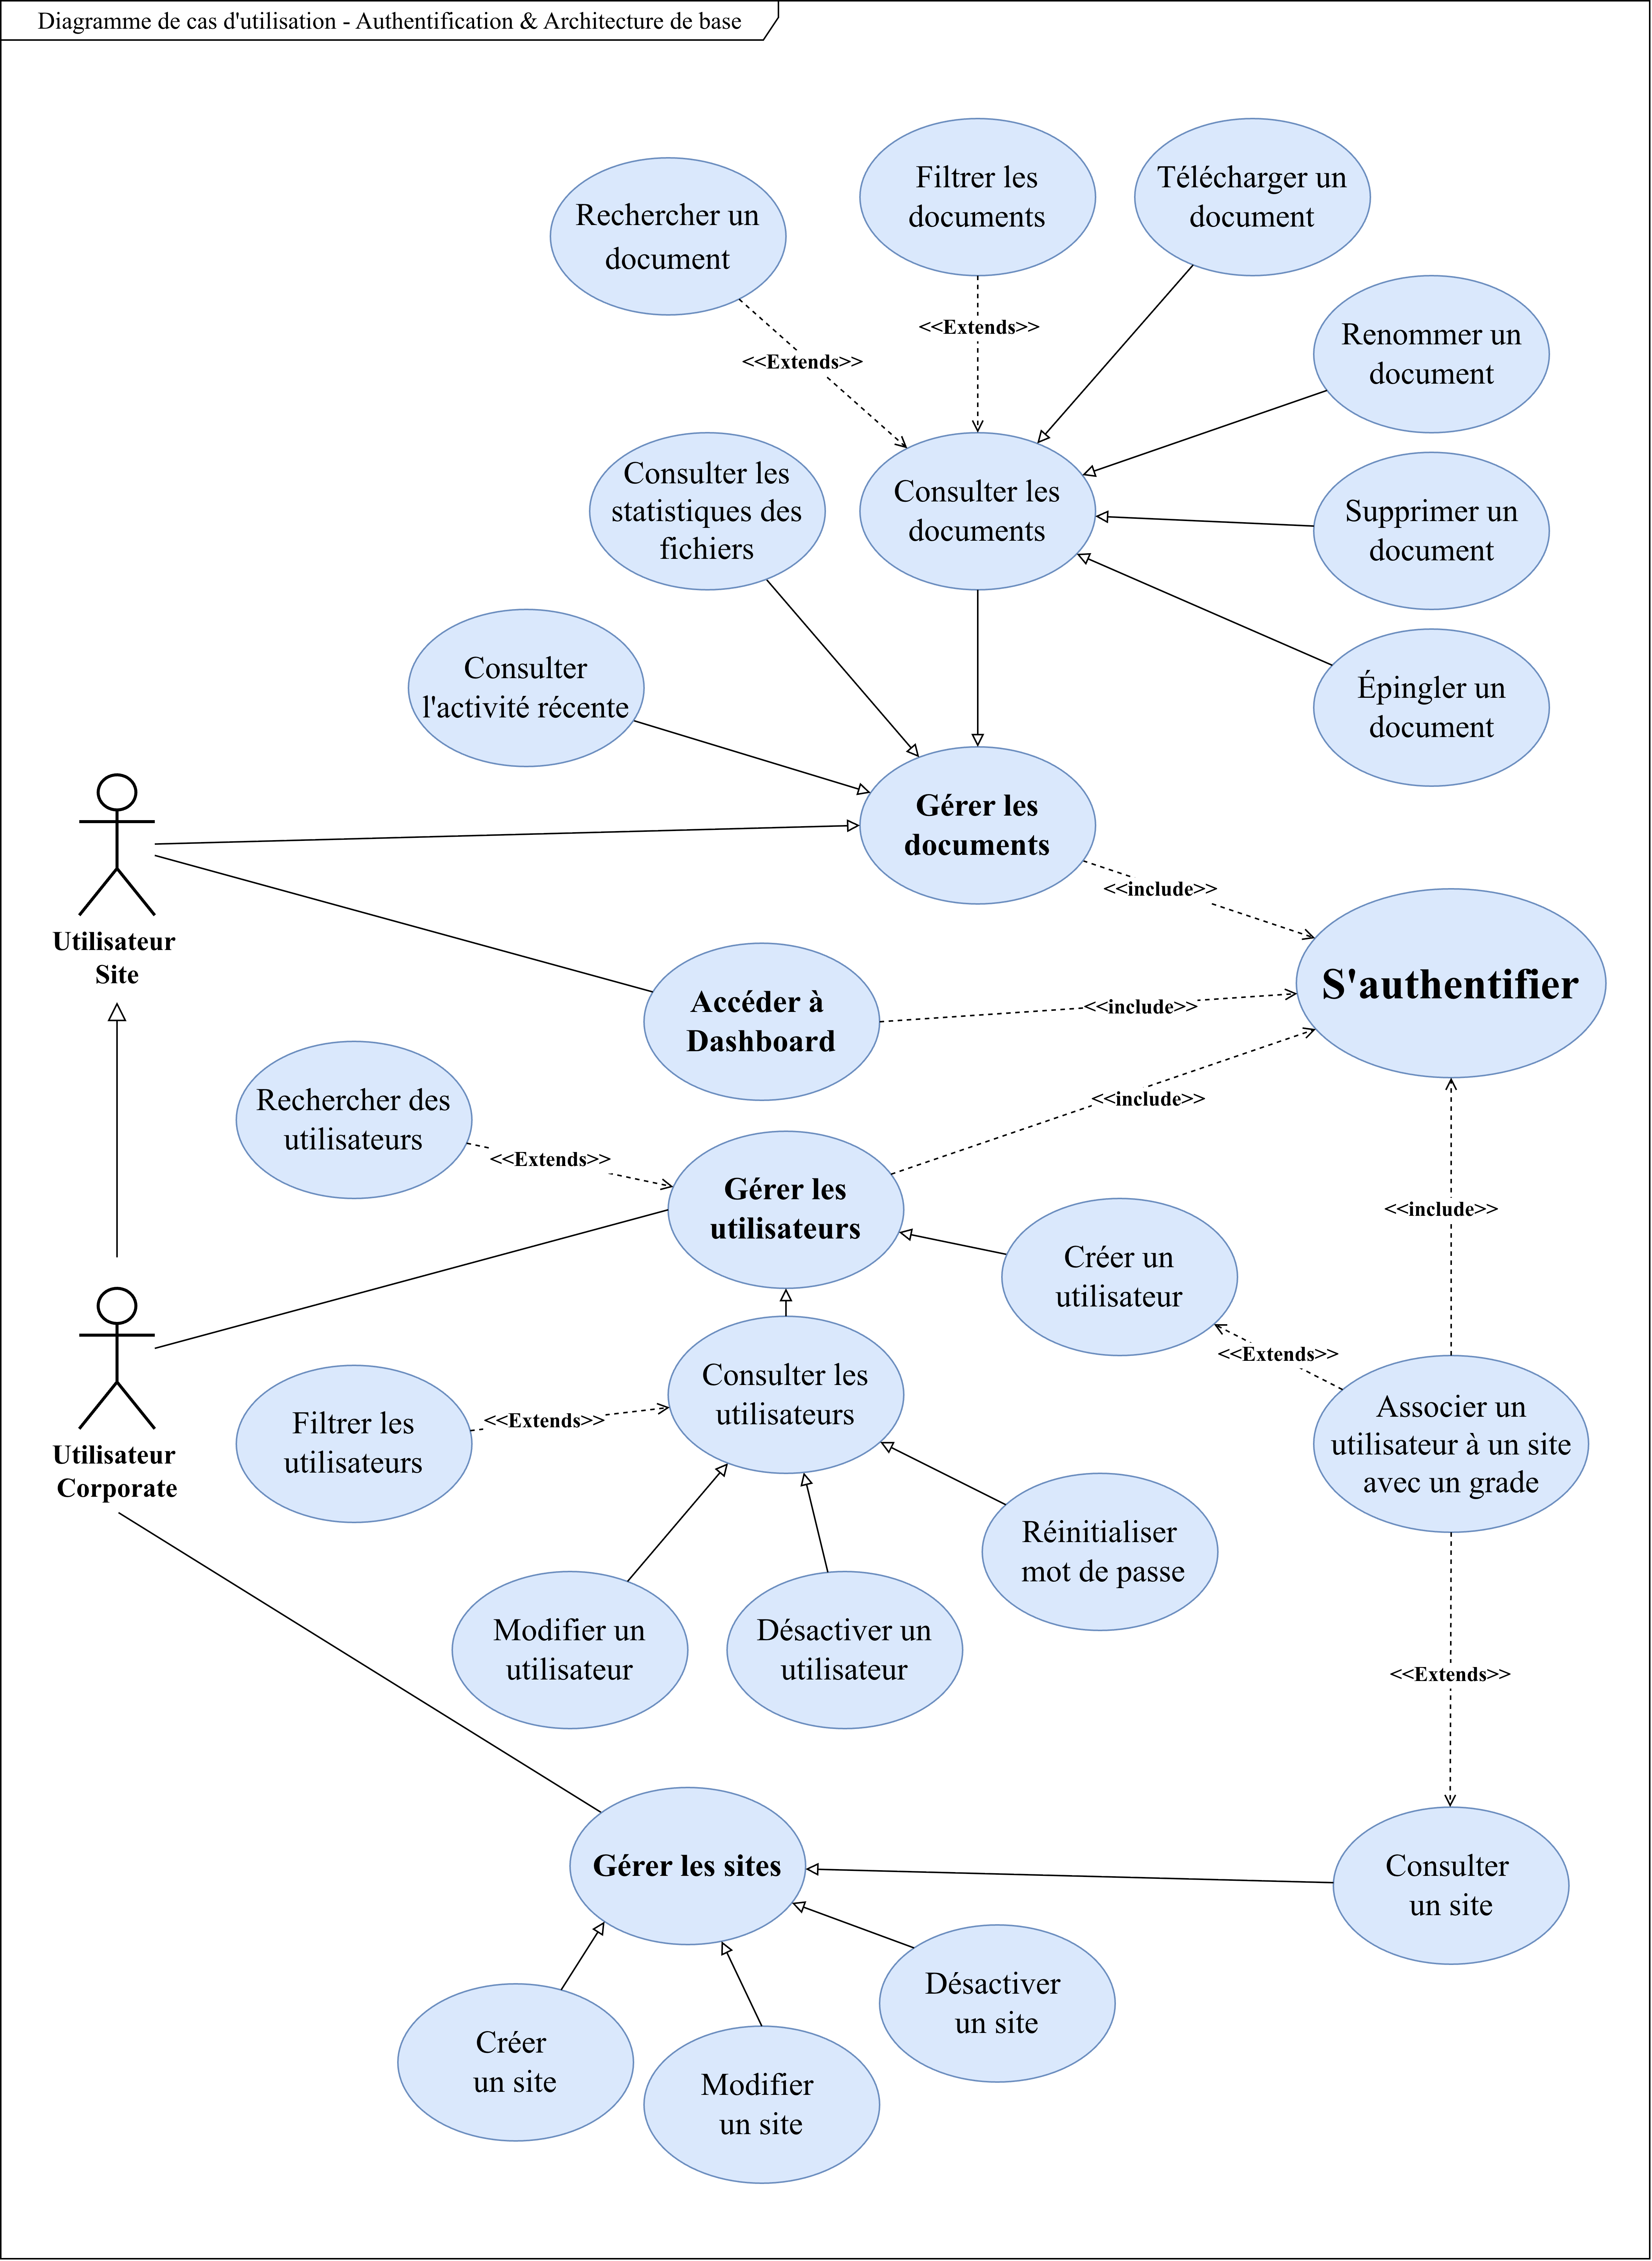 Diagramme de cas d'utilisation - Authentification & Architecture de base
Filtrer les
documents
Télécharger un
document
Rechercher un
document
<<Extends>>
<<Extends>>
Renommer un
document
Consulter les
statistiques des
fichiers
Consulter les
documents
Supprimer un
document
Consulter
l'activité récente
Épingler un
document
Gérer les
documents
<<include>>
Utilisateur
Site
S'authentifier
Accéder à
Dashboard
<<include>>
Rechercher des
utilisateurs
<<Extends>>
<<include>>
Gérer les
utilisateurs
<<include>>
Créer un
utilisateur
<<Extends>>
Utilisateur
Corporate
Consulter les
utilisateurs
Filtrer les
utilisateurs
<<Extends>>
Associer un
utilisateur à un site
avec un grade
Réinitialiser
mot de passe
Modifier un
utilisateur
Désactiver un
utilisateur
<<Extends>>
Gérer les sites
Consulter
un site
Désactiver
un site
Créer
un site
Modifier
un site